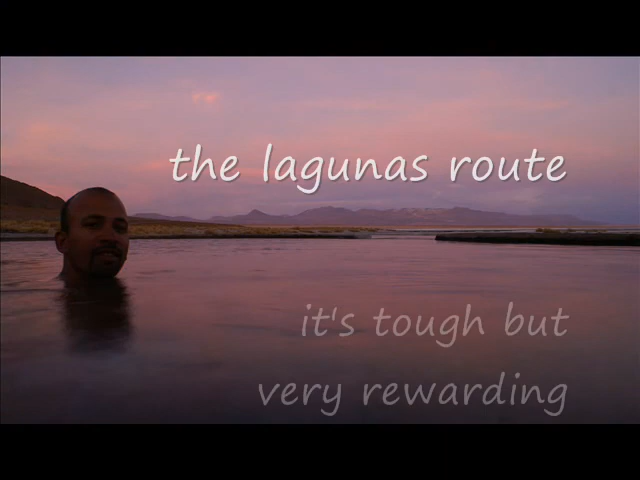 the lagunas route
it's tough but
very rewarding